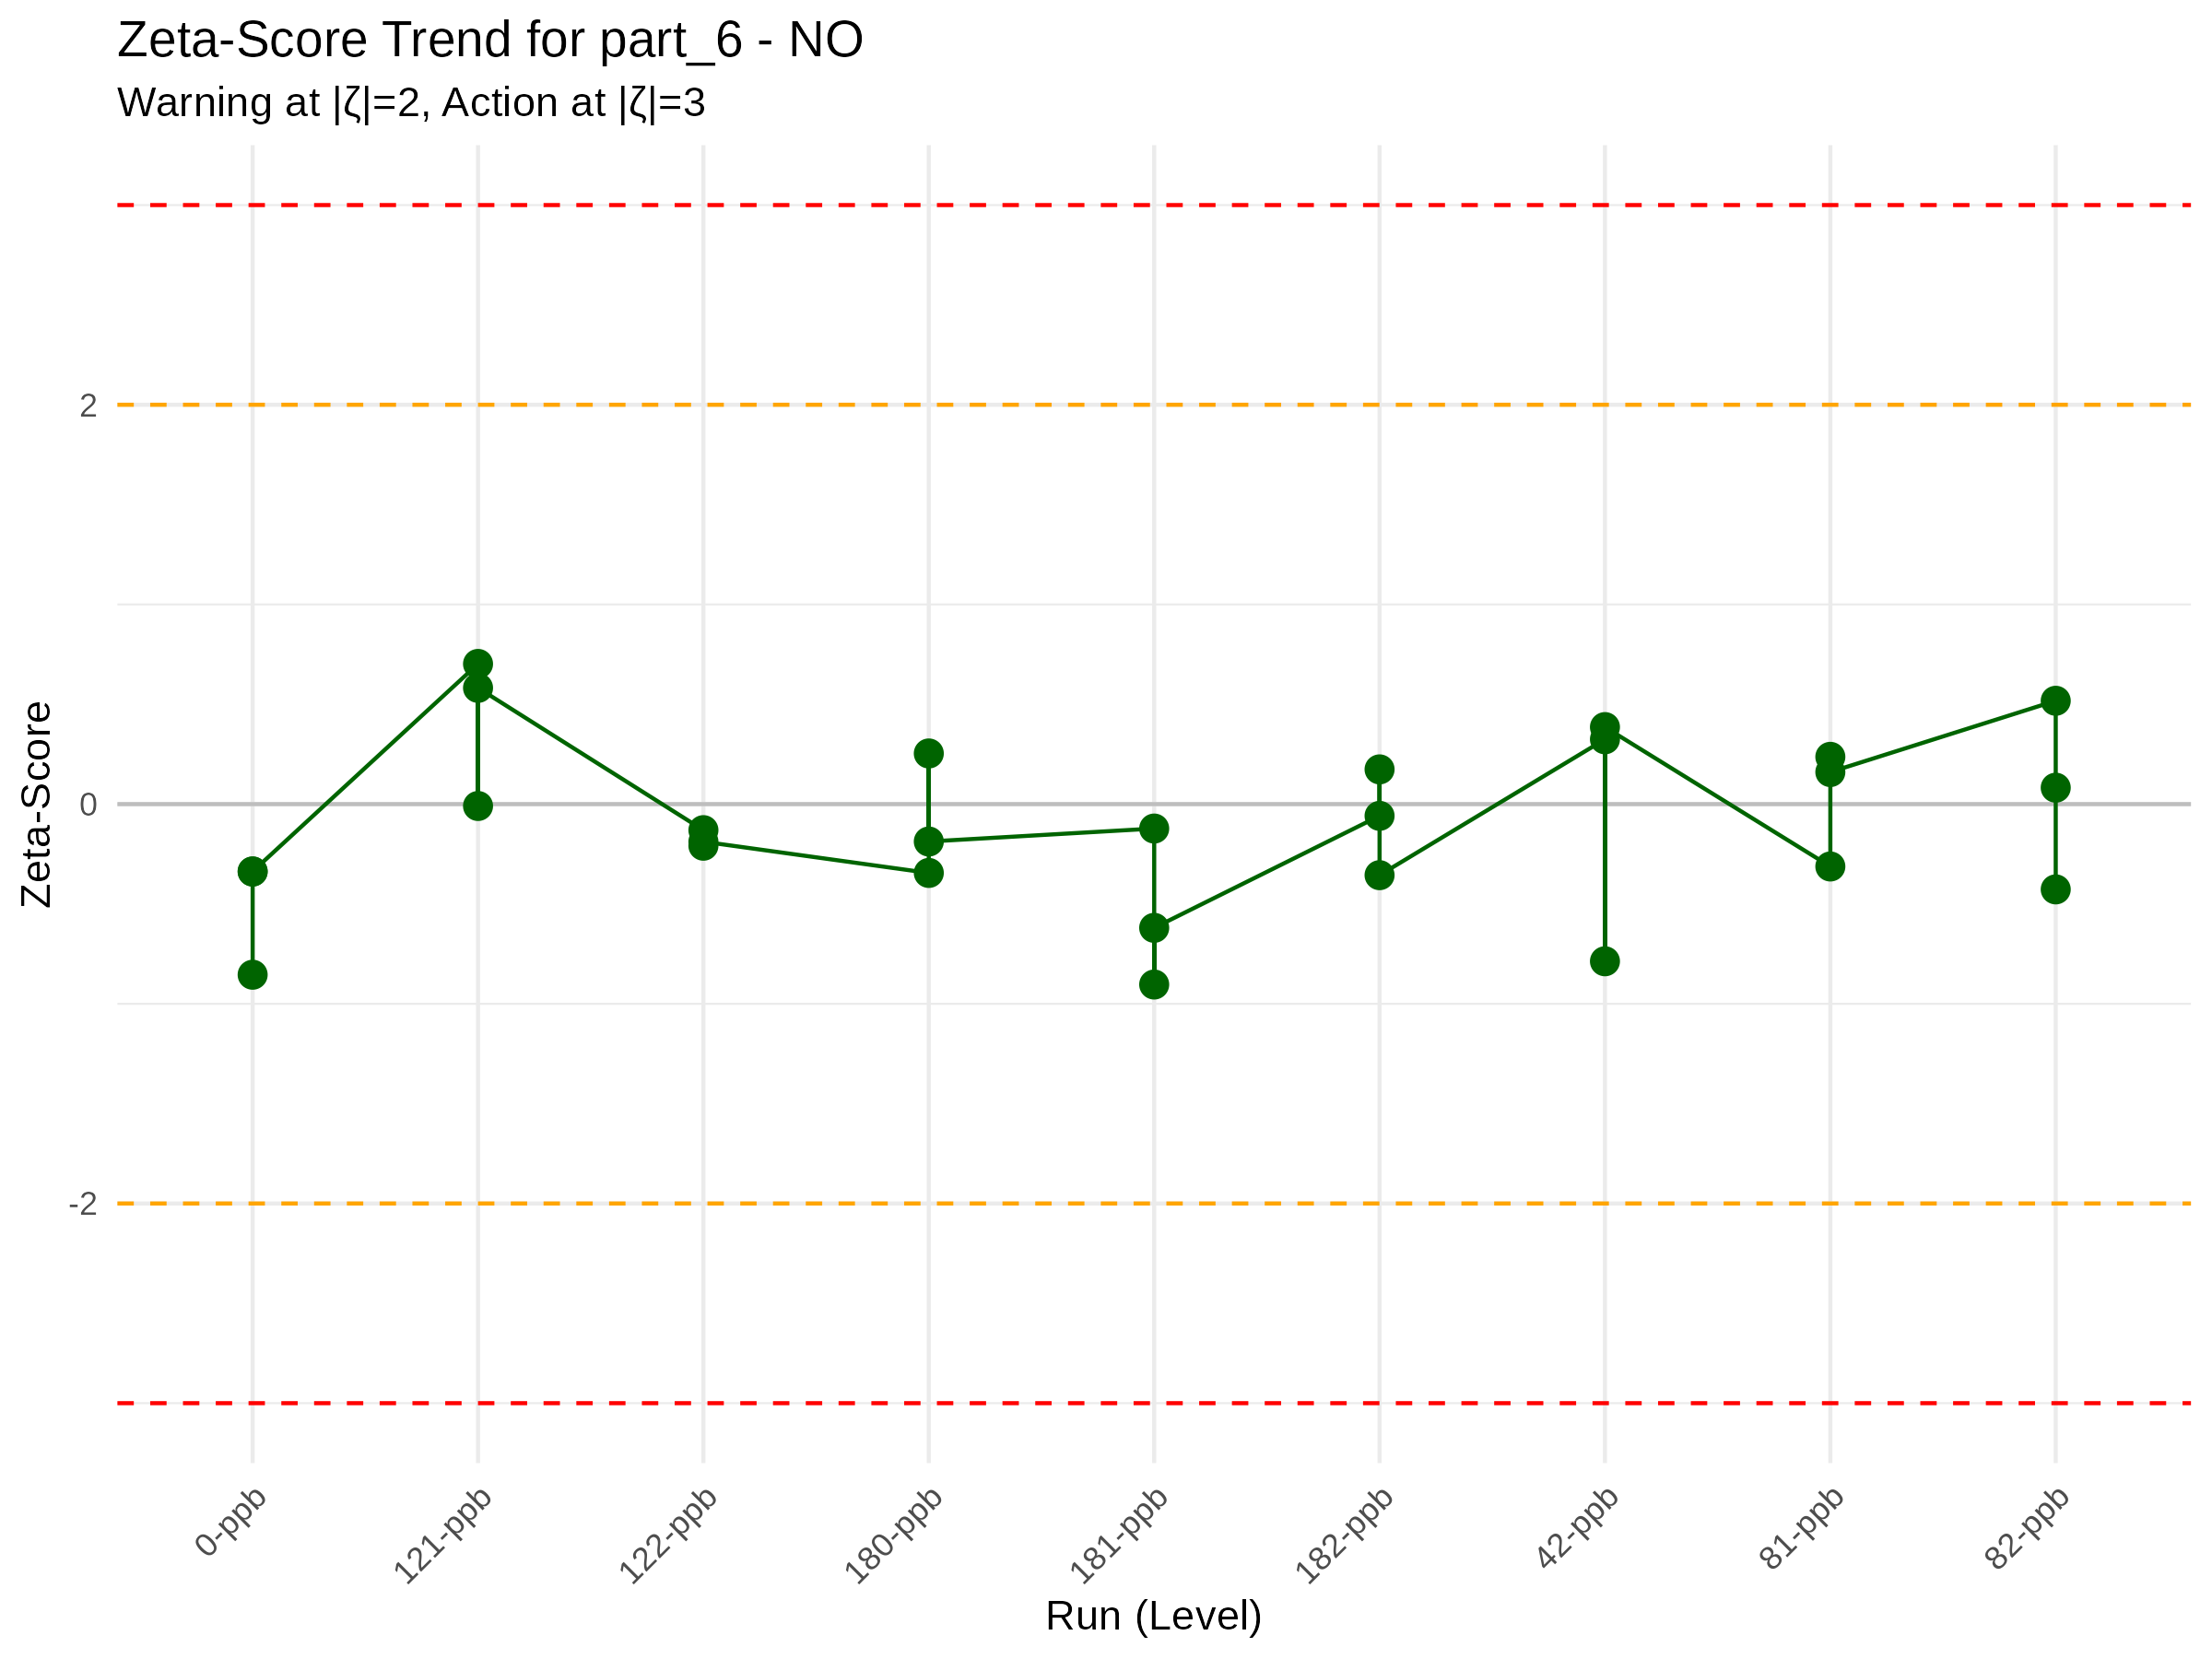 Zeta-Score Trend for part_6 - NO
Warning at |ζ|=2, Action at |ζ|=3
Zeta-Score
2
0
-2
0-ppb
121-ppb
122-ppb
180-ppb
181-ppb
182-ppb
42-ppb
81-ppb
82-ppb
Run (Level)